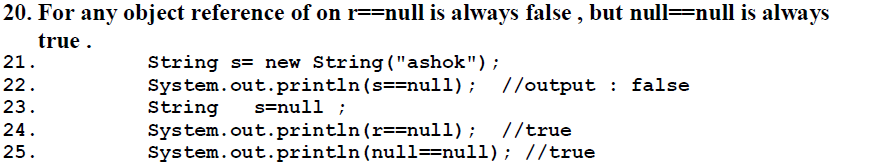 20. For any object reference of on r==null is always false , but null==null is always
true .
21. String s= new String("ashok");
22. System.out.println(s==null); //output : false
23. String s=null ;
24. System.out.println(r==null); //true
25. System.out.println(null==null); //true